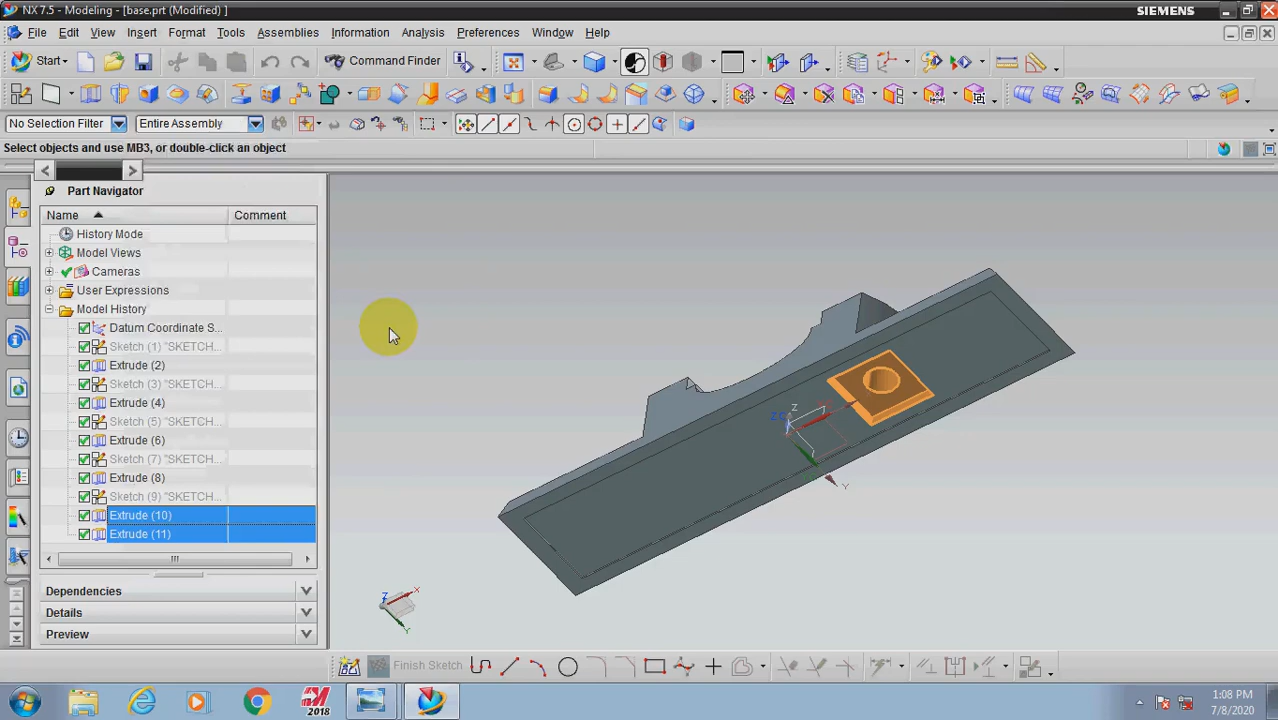 NX 7.5 - Modeling - [base.prt (Modified) ]
SIEMENS
File Edit View Insert Format Tools Assemblies Information Analysis Preferences Window Help
Start Command Finder
No Selection Filter Entire Assembly
Select objects and use MB3, or double-click an object
Part Navigator
Name Comment
History Mode
Model Views
Cameras
User Expressions
Model History
Datum Coordinate S...
Sketch (1) "SKETCH...
Extrude (2)
Sketch (3) "SKETCH...
Extrude (4)
Sketch (5) "SKETCH...
Extrude (6)
Sketch (7) "SKETCH...
Extrude (8)
Sketch (9) "SKETCH...
Extrude (10)
Extrude (11)
Dependencies
Details
Preview
Z
Y
Z X
Y
Finish Sketch
2018
1:08 PM
7/8/2020